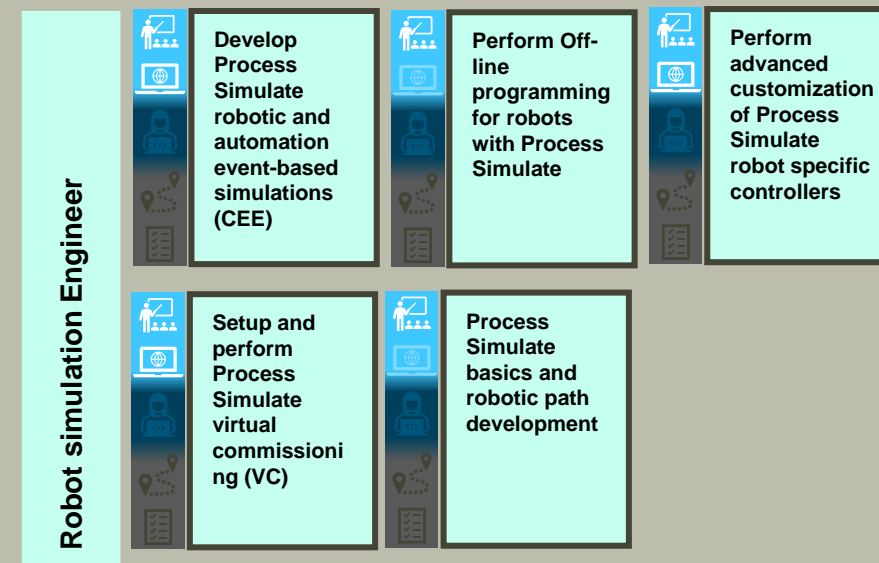 Robot simulation Engineer
Develop
Process
Simulate
robotic and
automation
event-based
simulations
(CEE)
Perform Off-
line
programming
for robots
with Process
Simulate
Perform
advanced
customization
of Process
Simulate
robot specific
controllers
Setup and
perform
Process
Simulate
virtual
commissioni
ng (VC)
Process
Simulate
basics and
robotic path
development